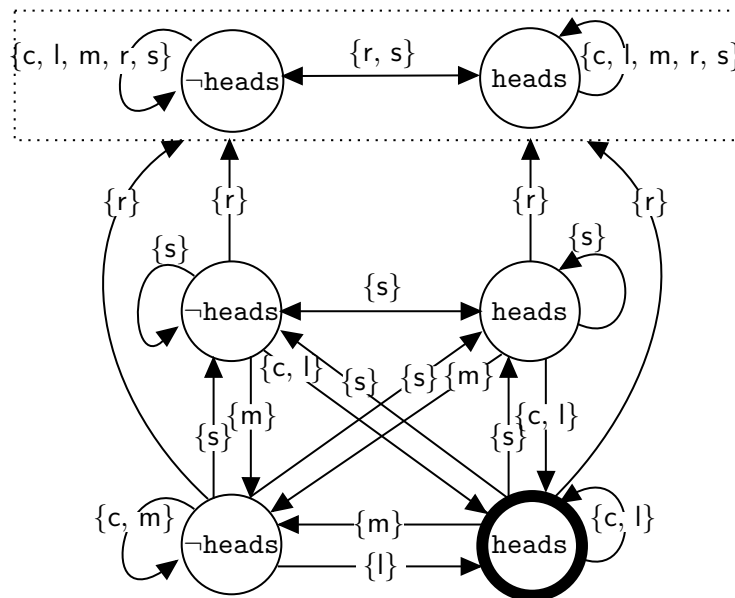 {r, s}
{c, l, m, r, s} {c, l, m, r, s}
¬heads heads
{r} {r} {r} {r}
{s} {s}
{s}
¬heads heads
{c, l} {s} {s} {m}
{m} {c, l}
{s} {s}
{c, m} {m} {c, l}
¬heads heads
{l}